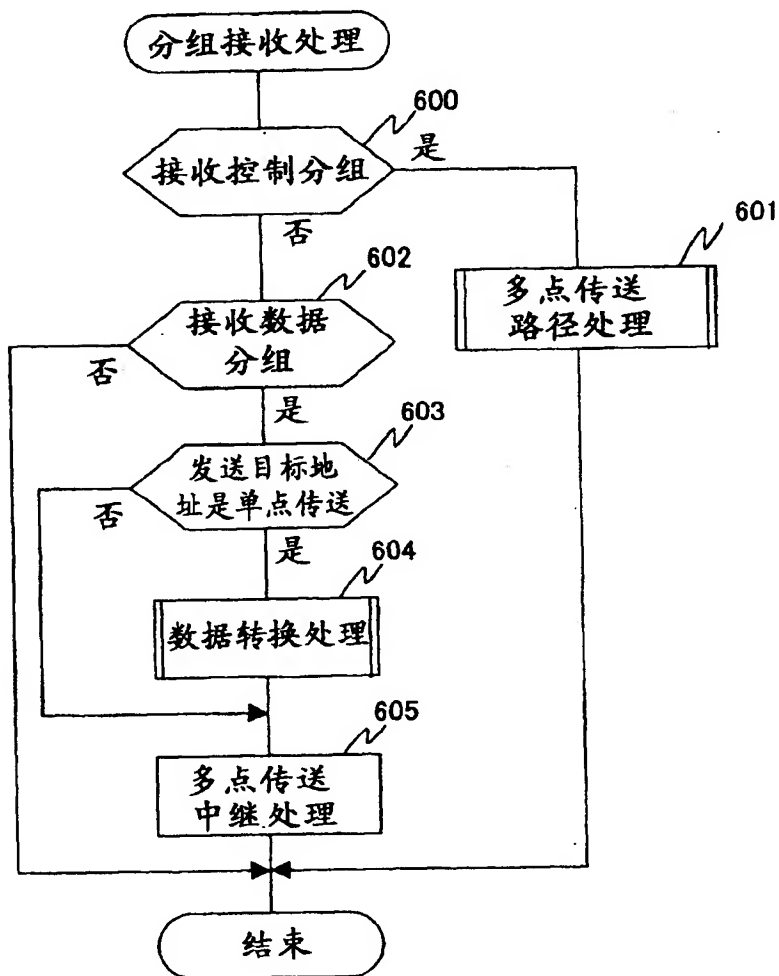 分组接收处理
600
接收控制分组
是
否
601
多点传送
路径处理
602
接收数据
分组
否
是
603
发送目标地
址是单点传送
否
是
604
数据转换处理
605
多点传送
中继处理
结束